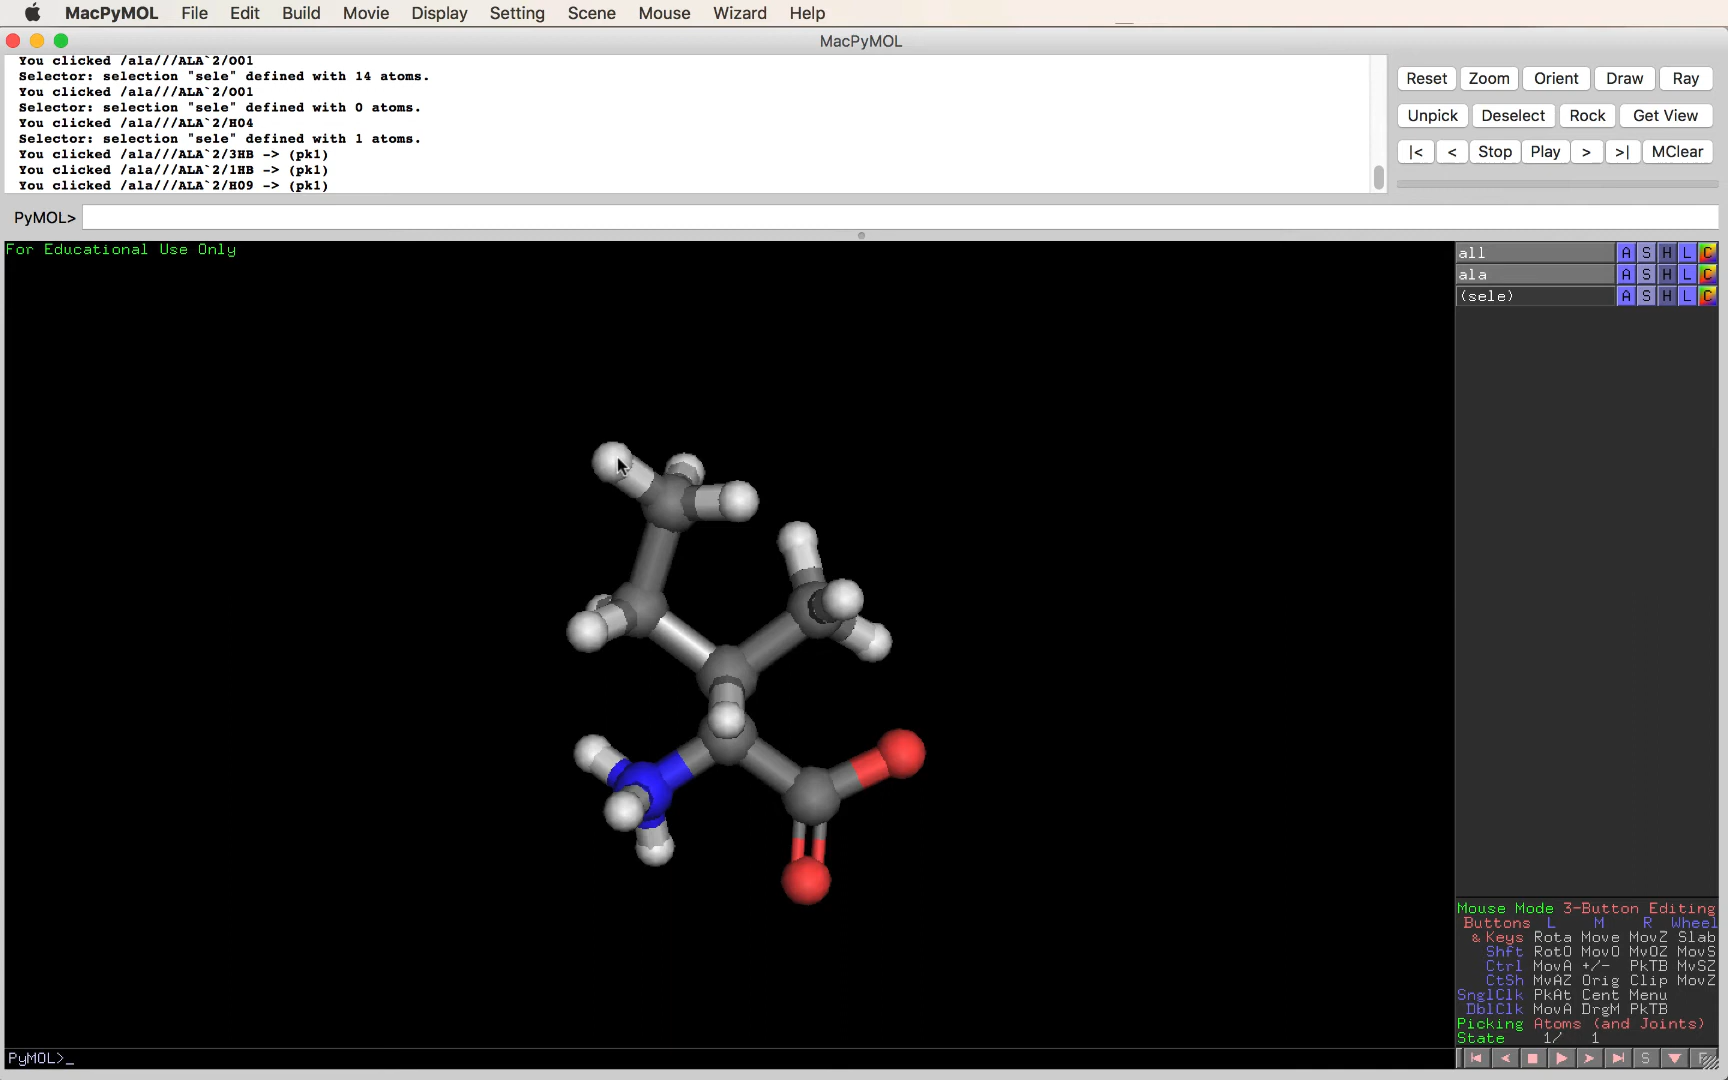 MacPyMOL File Edit Build Movie Display Setting Scene Mouse Wizard Help
MacPyMOL
You clicked /ala///ALA`2/O01
Selector: selection "sele" defined with 14 atoms.
You clicked /ala///ALA`2/O01
Selector: selection "sele" defined with 0 atoms.
You clicked /ala///ALA`2/H04
Selector: selection "sele" defined with 1 atoms.
You clicked /ala///ALA`2/3HB -> (pk1)
You clicked /ala///ALA`2/1HB -> (pk1)
You clicked /ala///ALA`2/H09 -> (pk1)
Reset Zoom Orient Draw Ray
Unpick Deselect Rock Get View
|< < Stop Play > >| MClear
PyMOL>
For Educational Use Only
all A S H L C
ala A S H L C
(sele) A S H L C
Mouse Mode 3-Button Editing
Buttons L M R Wheel
& Keys Rota Move MovZ Slab
Shft RotO MovO MvOZ MovS
Ctrl MovA +/- PkTB MvSZ
CtSh MvAZ Orig Clip MovZ
SnglClk PkAt Cent Menu
DblClk MovA DrgM PkTB
Picking Atoms (and Joints)
State 1/ 1
PyMOL>_
S F